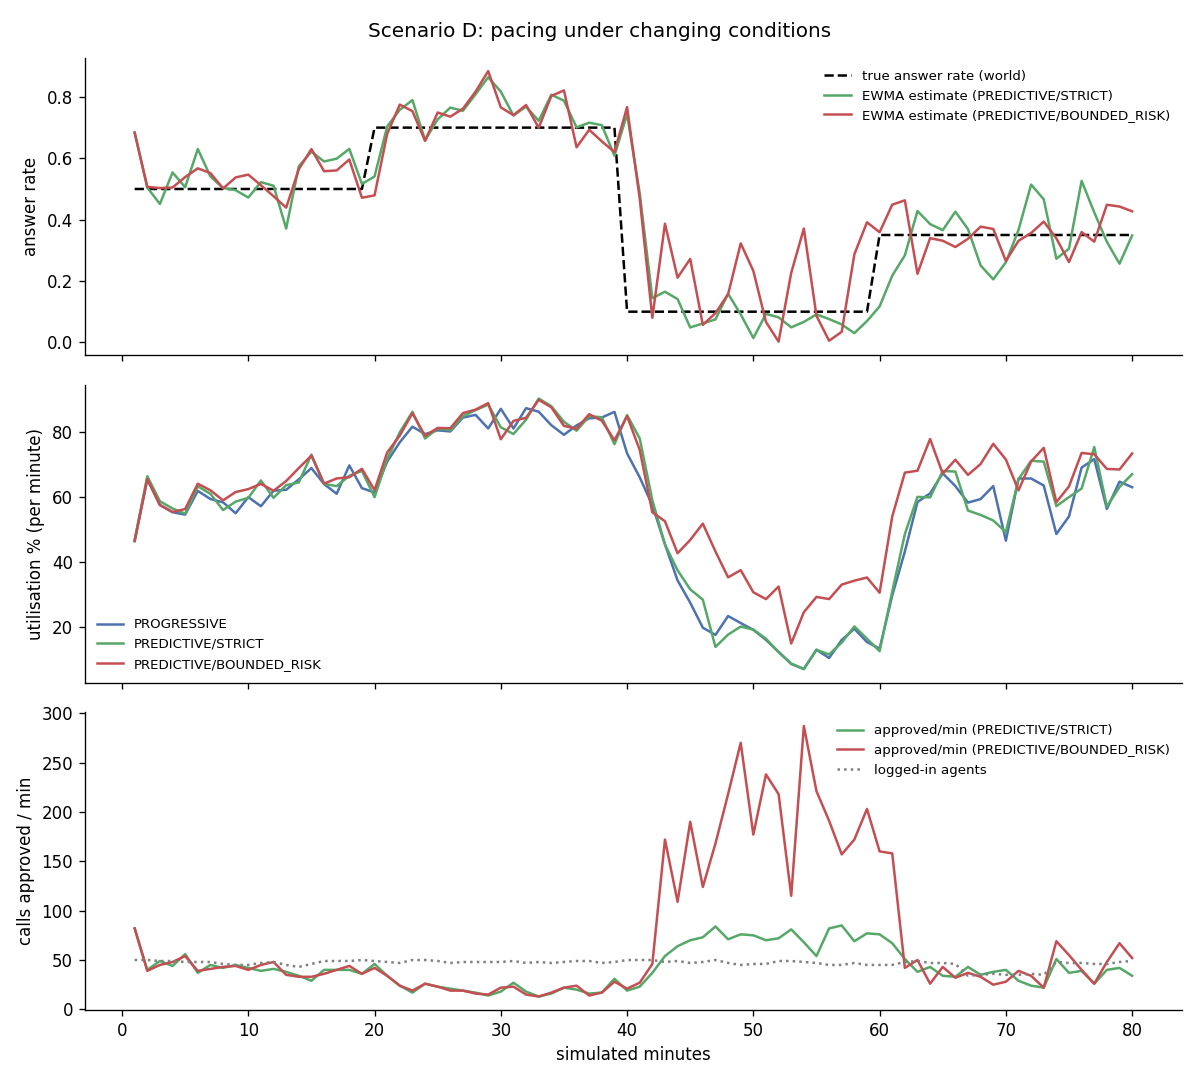 Scenario D: pacing under changing conditions
answer rate
0.8
0.6
0.4
0.2
0.0
true answer rate (world)
EWMA estimate (PREDICTIVE/STRICT)
EWMA estimate (PREDICTIVE/BOUNDED_RISK)
utilisation % (per minute)
80
60
40
20
PROGRESSIVE
PREDICTIVE/STRICT
PREDICTIVE/BOUNDED_RISK
calls approved / min
300
250
200
150
100
50
0
approved/min (PREDICTIVE/STRICT)
approved/min (PREDICTIVE/BOUNDED_RISK)
logged-in agents
0 10 20 30 40 50 60 70 80
simulated minutes